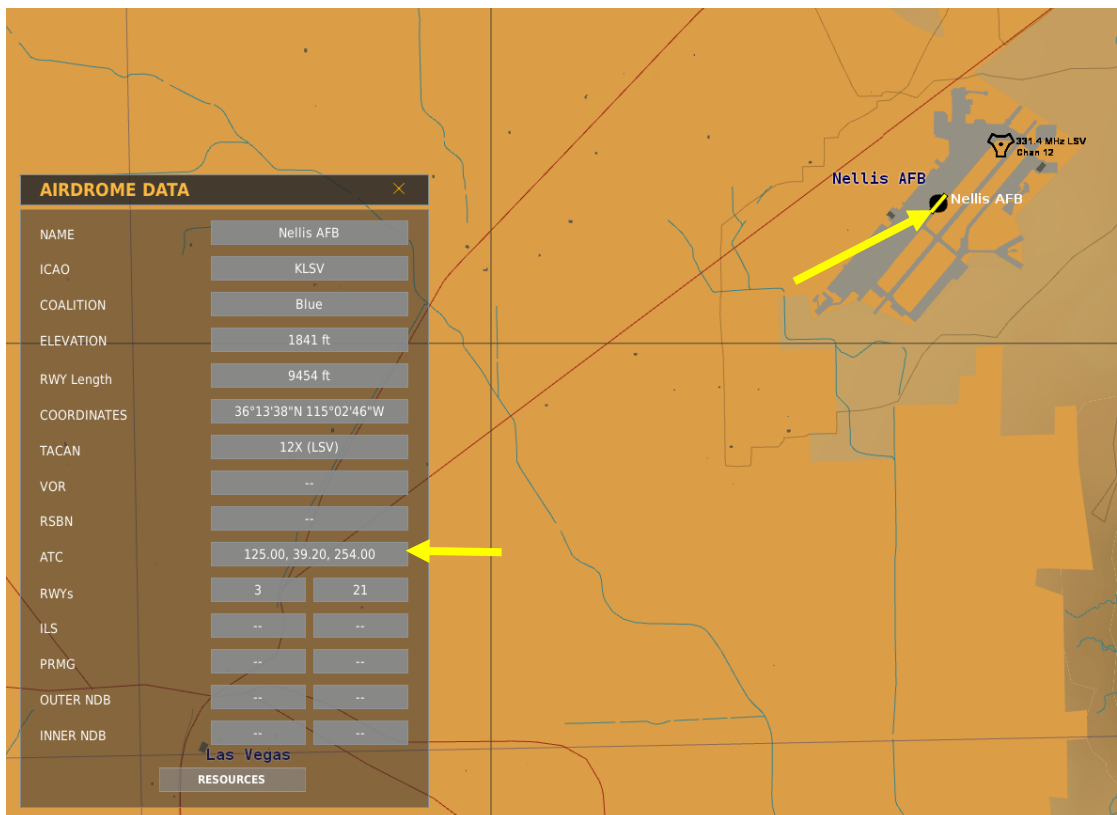 AIRDROME DATA ×
NAME Nellis AFB
ICAO KLSV
COALITION Blue
ELEVATION 1841 ft
RWY Length 9454 ft
COORDINATES 36°13'38"N 115°02'46"W
TACAN 12X (LSV)
VOR --
RSBN --
ATC 125.00, 39.20, 254.00
RWYs 3 21
ILS -- --
PRMG -- --
OUTER NDB -- --
INNER NDB -- --
Las Vegas
RESOURCES
331.4 MHz LSV
Chan 12
Nellis AFB
Nellis AFB